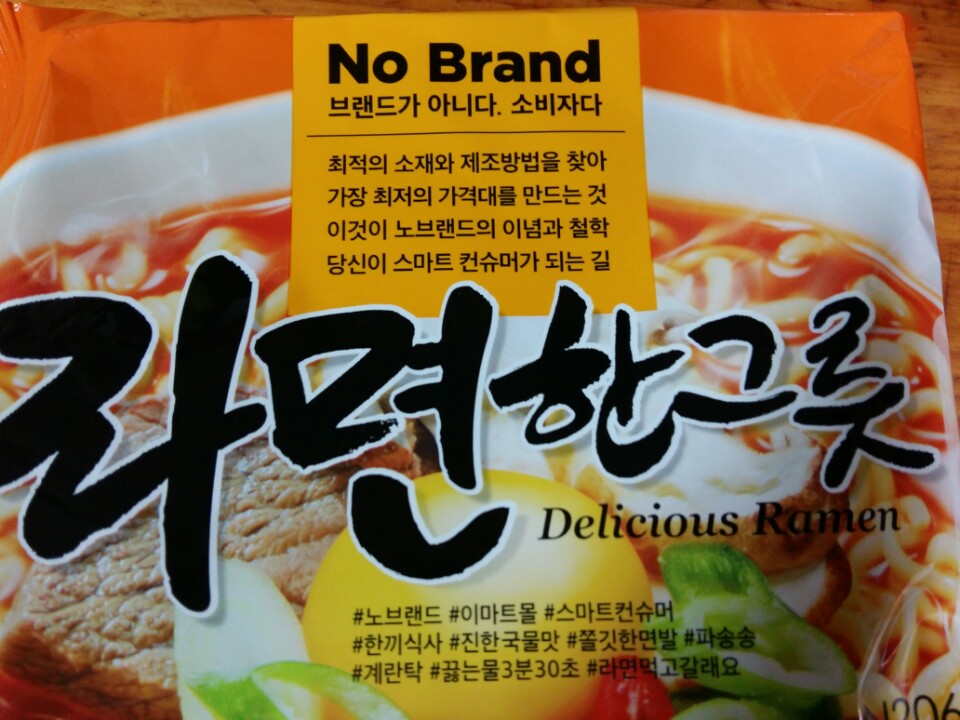 No Brand
브랜드가 아니다. 소비자다
최적의 소재와 제조방법을 찾아
가장 최저의 가격대를 만드는 것
이것이 노브랜드의 이념과 철학
당신이 스마트 컨슈머가 되는 길
라면한그릇
Delicious Ramen
#노브랜드 #이마트몰 #스마트컨슈머
#한끼식사 #진한국물맛 #쫄깃한면발 #파송송
#계란탁 #끓는물3분30초 #라면먹고갈래요